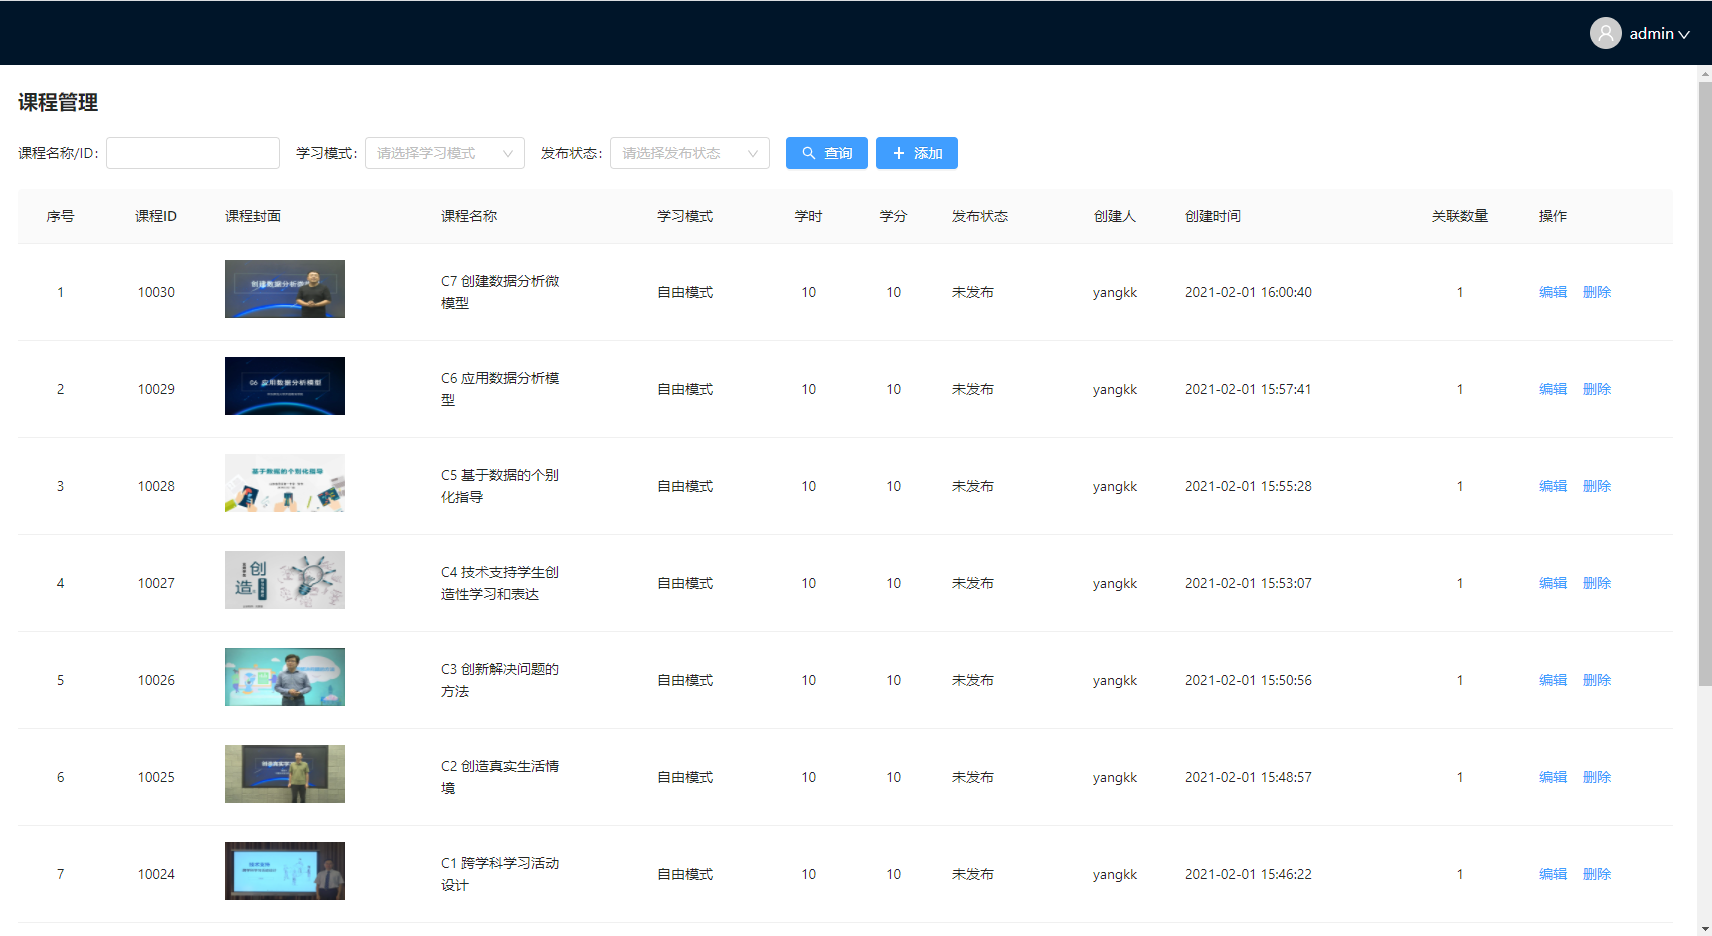 admin
课程管理
课程名称/ID: 学习模式: 请选择学习模式 发布状态: 请选择发布状态 查询 添加
序号 课程ID 课程封面 课程名称 学习模式 学时 学分 发布状态 创建人 创建时间 关联数量 操作
1 10030 C7 创建数据分析微
模型 自由模式 10 10 未发布 yangkk 2021-02-01 16:00:40 1 编辑 删除
C6 应用数据分析模型
2 10029 C6 应用数据分析模
型 自由模式 10 10 未发布 yangkk 2021-02-01 15:57:41 1 编辑 删除
基于数据的个别化指导
3 10028 C5 基于数据的个别
化指导 自由模式 10 10 未发布 yangkk 2021-02-01 15:55:28 1 编辑 删除
创
造
4 10027 C4 技术支持学生创
造性学习和表达 自由模式 10 10 未发布 yangkk 2021-02-01 15:53:07 1 编辑 删除
5 10026 C3 创新解决问题的
方法 自由模式 10 10 未发布 yangkk 2021-02-01 15:50:56 1 编辑 删除
6 10025 C2 创造真实生活情
境 自由模式 10 10 未发布 yangkk 2021-02-01 15:48:57 1 编辑 删除
7 10024 C1 跨学科学习活动
设计 自由模式 10 10 未发布 yangkk 2021-02-01 15:46:22 1 编辑 删除